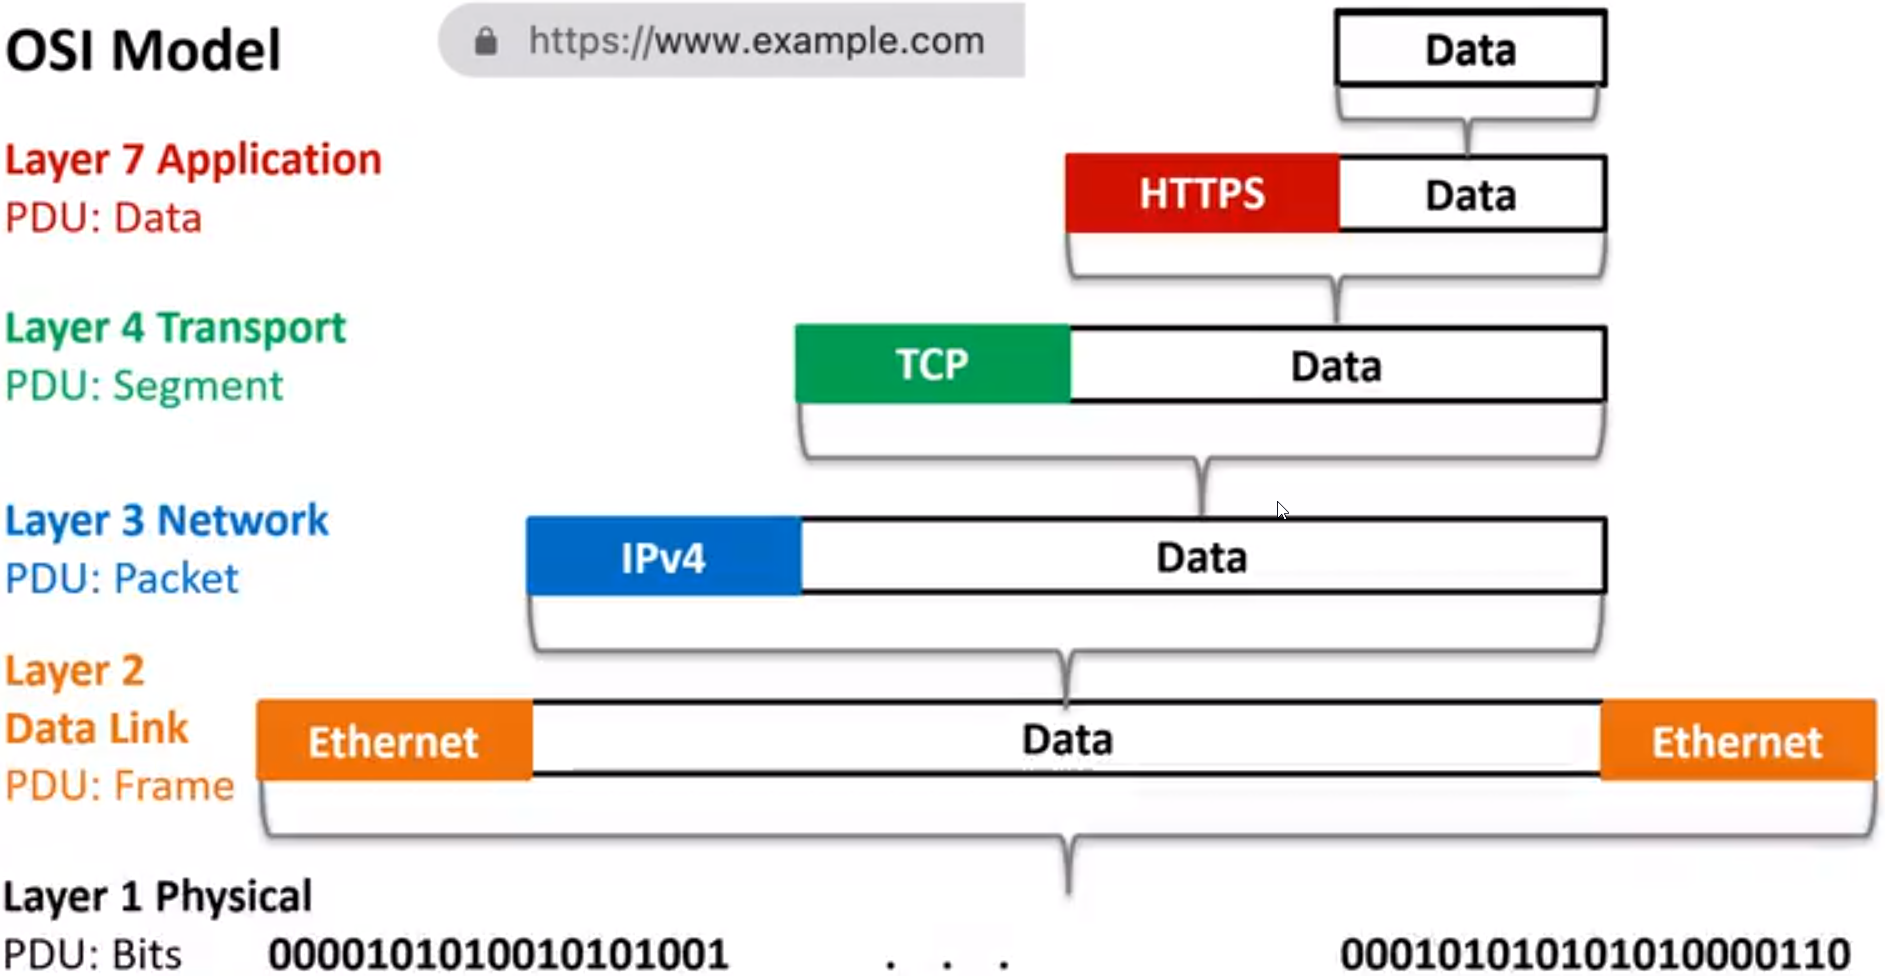 OSI Model
https://www.example.com
Data
Layer 7 Application
PDU: Data
HTTPS
Data
Layer 4 Transport
PDU: Segment
TCP
Data
Layer 3 Network
PDU: Packet
IPv4
Data
Layer 2
Data Link
PDU: Frame
Ethernet
Data
Ethernet
Layer 1 Physical
PDU: Bits
000010101001010101001 . . . 00010101010101010000110